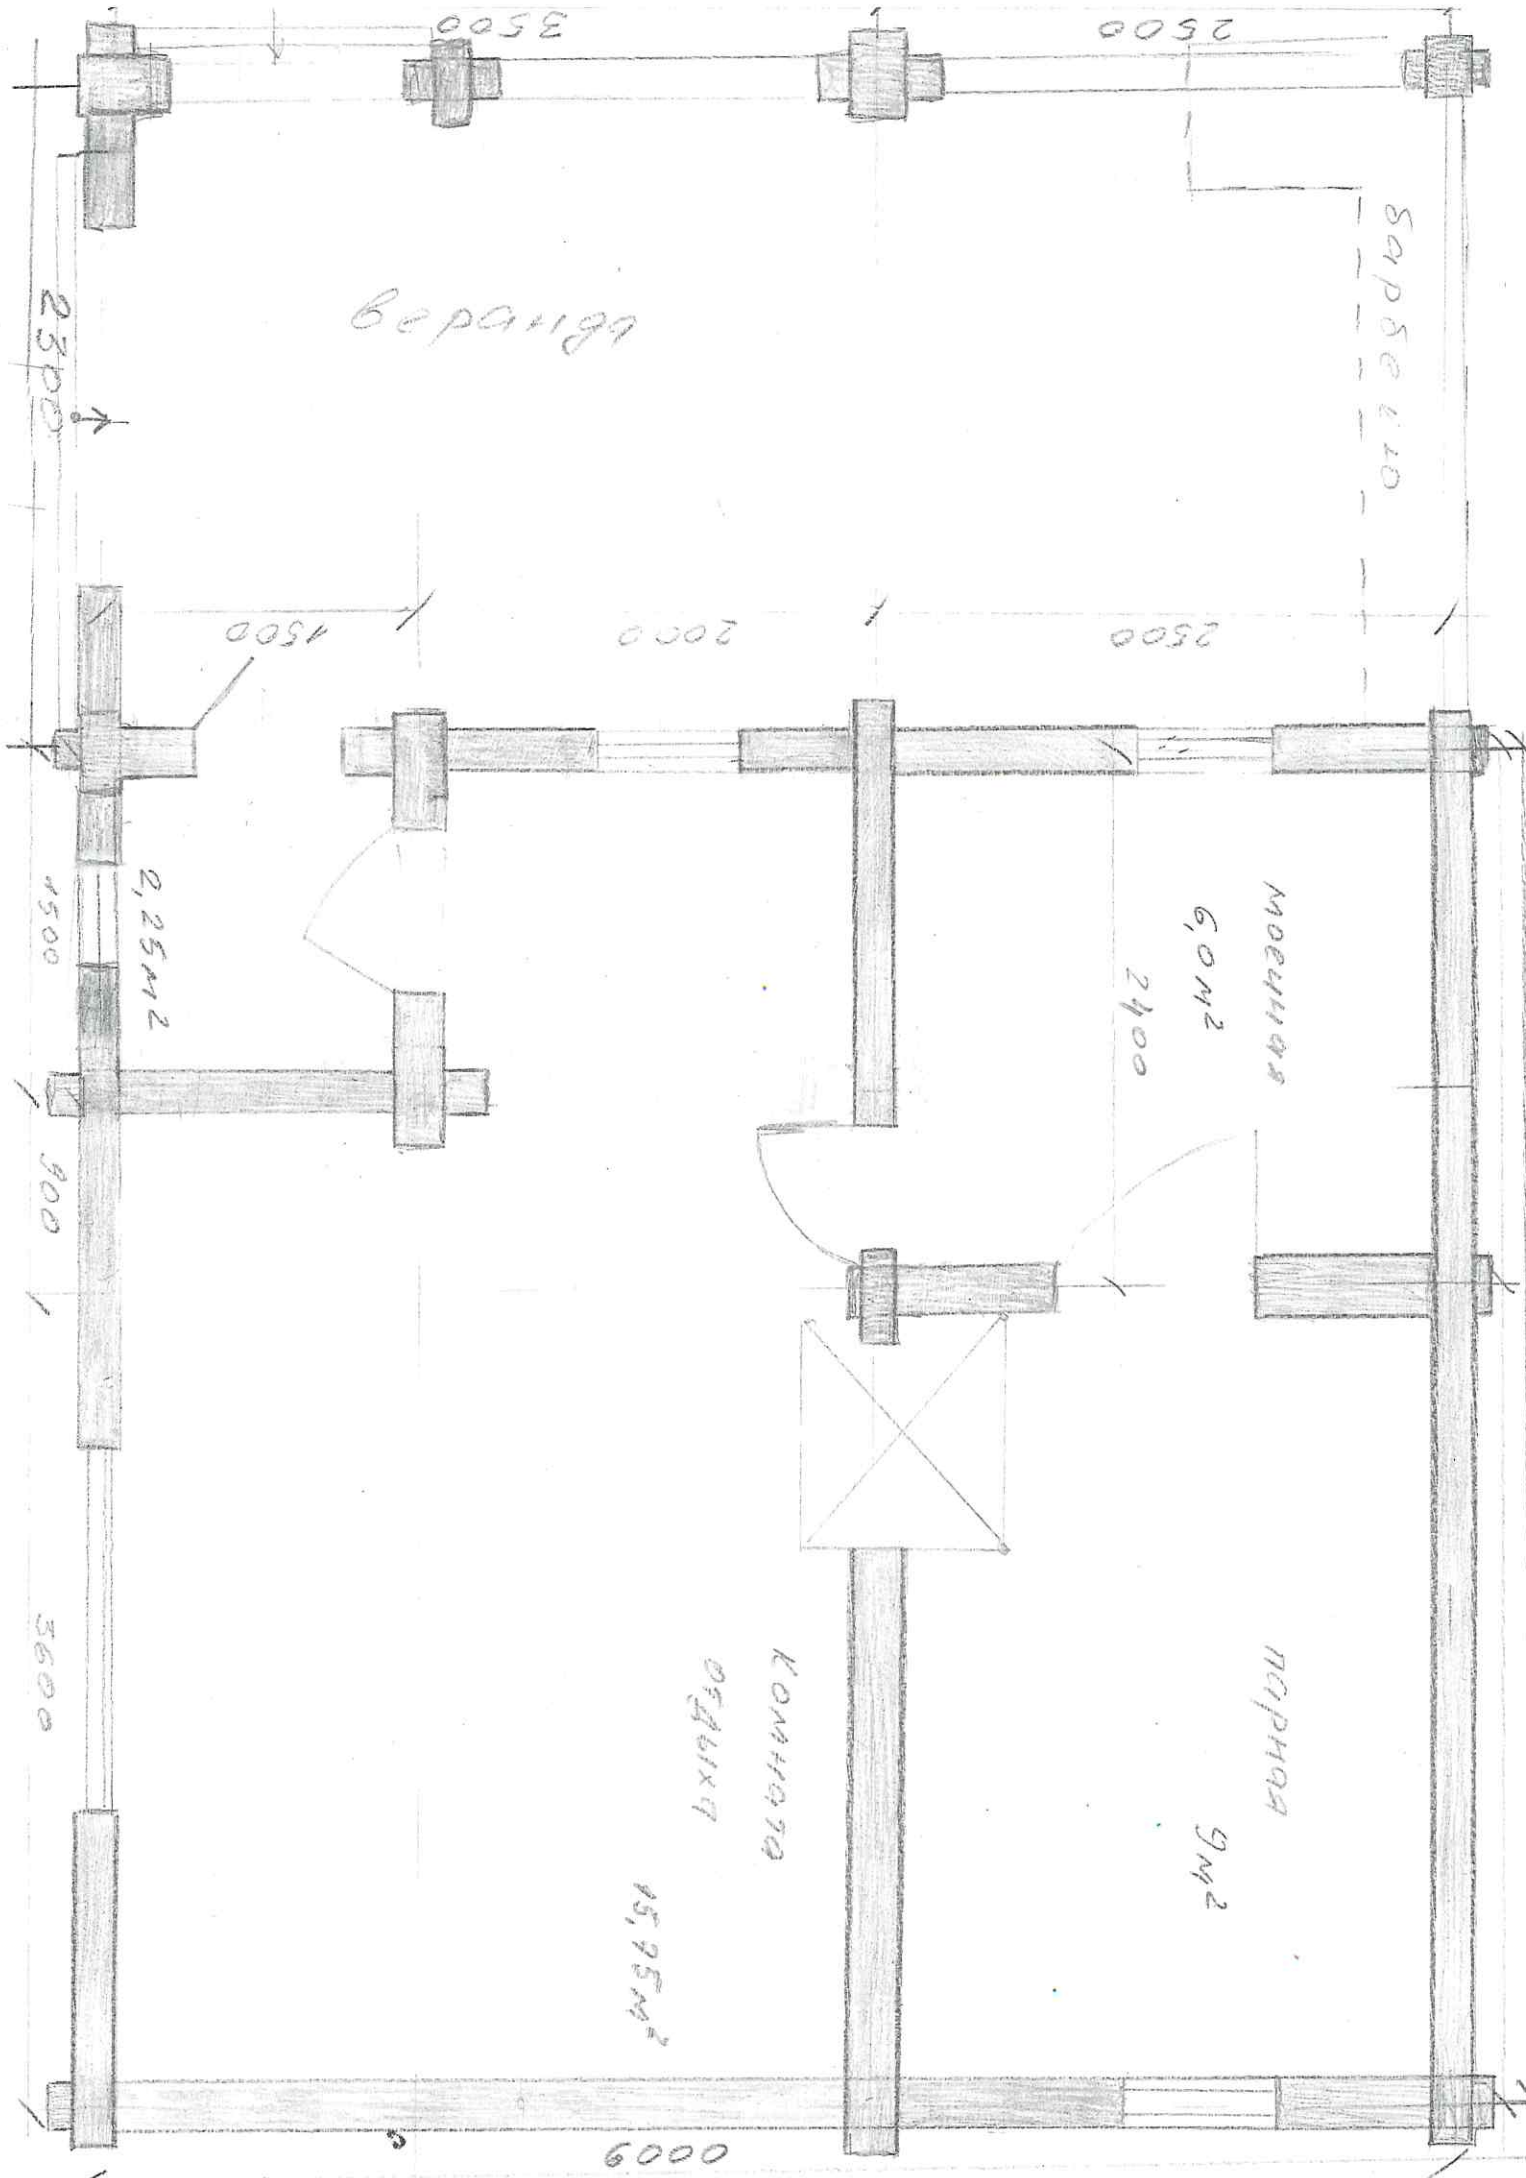 3500
2500
барбекю
веранда
2300
1500
2000
2500
1500
2,25м2
моечная
6,0м2
2400
900
3600
комната
отдыха
15,75м2
парная
9м2
6000